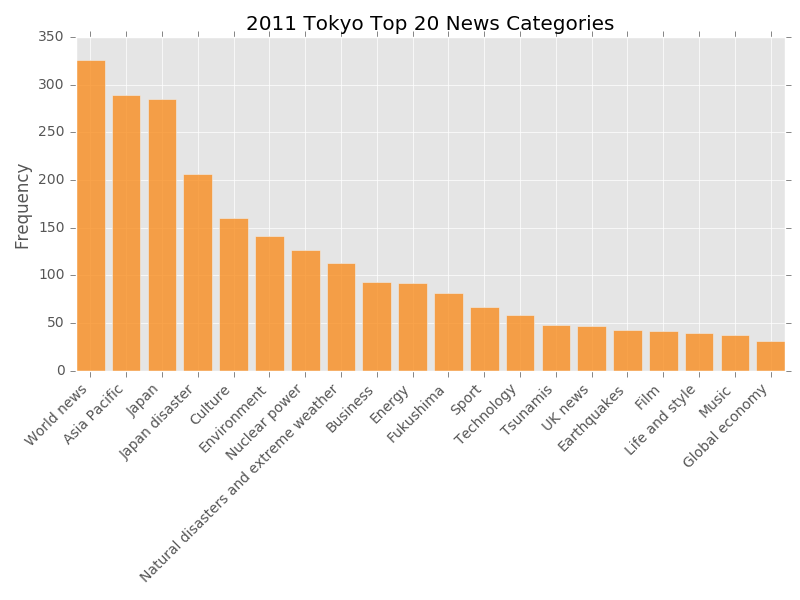 2011 Tokyo Top 20 News Categories
350
300
250
200
150
100
50
0
Frequency
World news
Asia Pacific
Japan
Japan disaster
Culture
Environment
Nuclear power
Natural disasters and extreme weather
Business
Energy
Fukushima
Sport
Technology
Tsunamis
UK news
Earthquakes
Film
Life and style
Music
Global economy